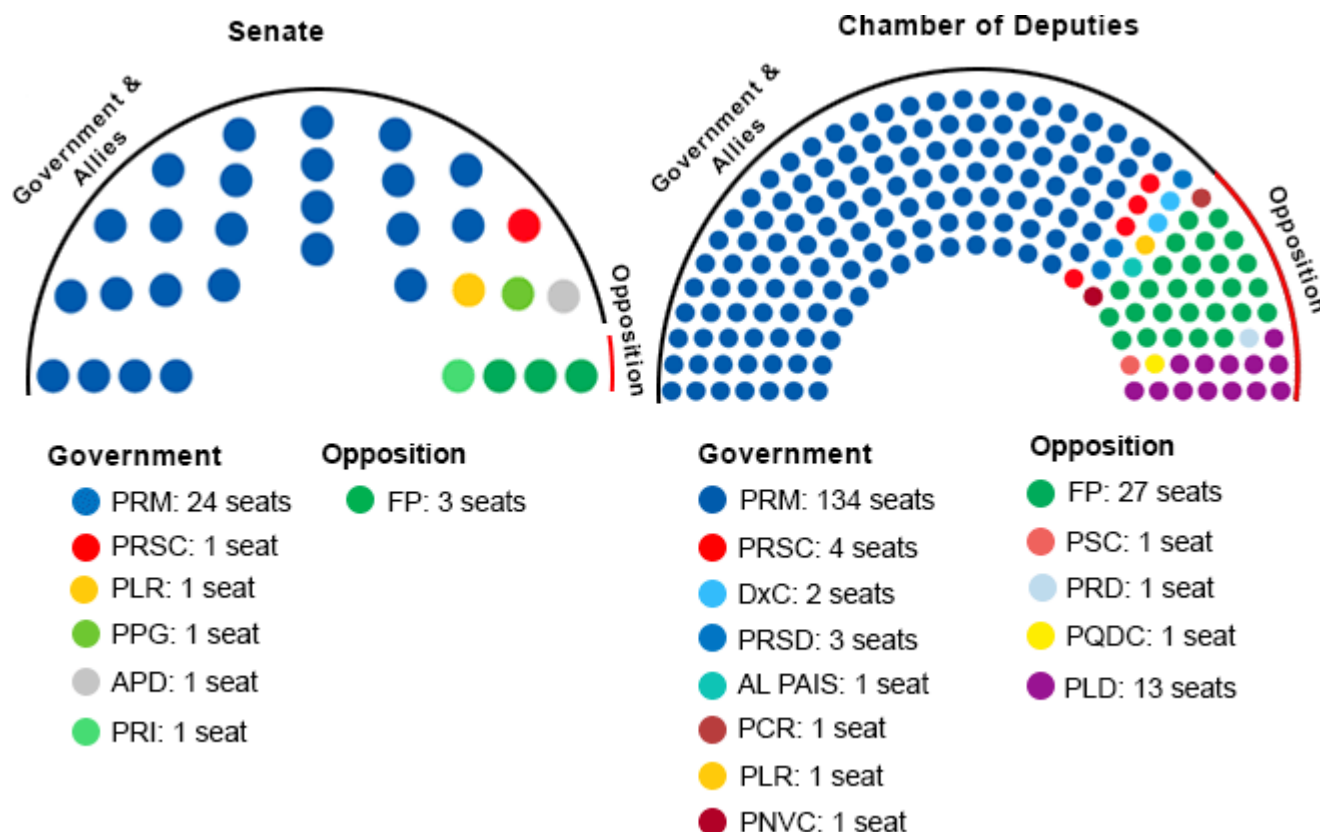 Senate
Government &
Allies
Opposition
Government
PRM: 24 seats
PRSC: 1 seat
PLR: 1 seat
PPG: 1 seat
APD: 1 seat
PRI: 1 seat
Opposition
FP: 3 seats
Chamber of Deputies
Government &
Allies
Opposition
Government
PRM: 134 seats
PRSC: 4 seats
DxC: 2 seats
PRSD: 3 seats
AL PAIS: 1 seat
PCR: 1 seat
PLR: 1 seat
PNVC: 1 seat
Opposition
FP: 27 seats
PSC: 1 seat
PRD: 1 seat
PQDC: 1 seat
PLD: 13 seats